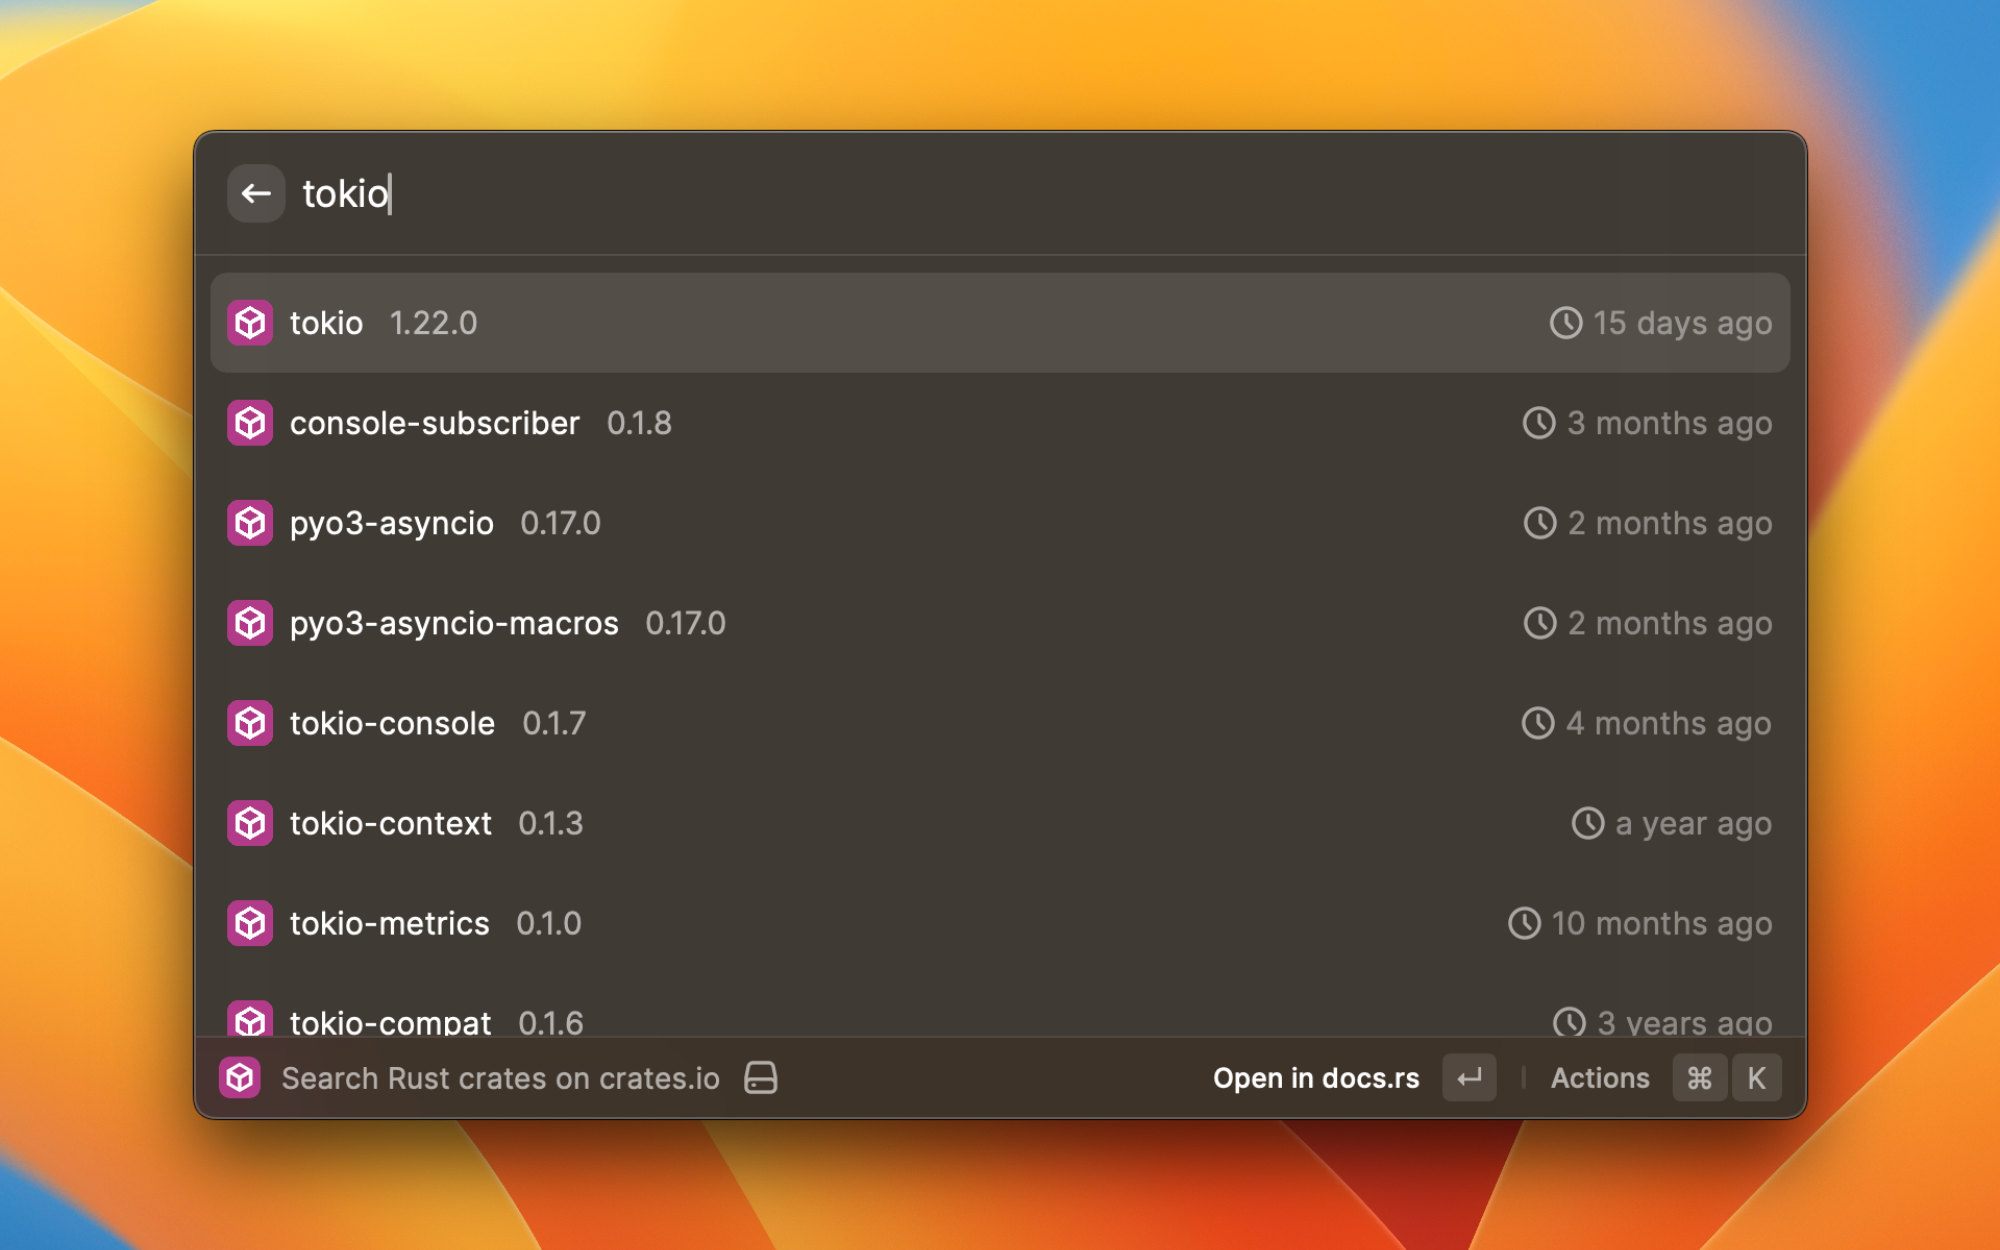 tokio
tokio 1.22.0 15 days ago
console-subscriber 0.1.8 3 months ago
pyo3-asyncio 0.17.0 2 months ago
pyo3-asyncio-macros 0.17.0 2 months ago
tokio-console 0.1.7 4 months ago
tokio-context 0.1.3 a year ago
tokio-metrics 0.1.0 10 months ago
tokio-compat 0.1.6 3 years ago
Search Rust crates on crates.io Open in docs.rs ↵ Actions ⌘ K